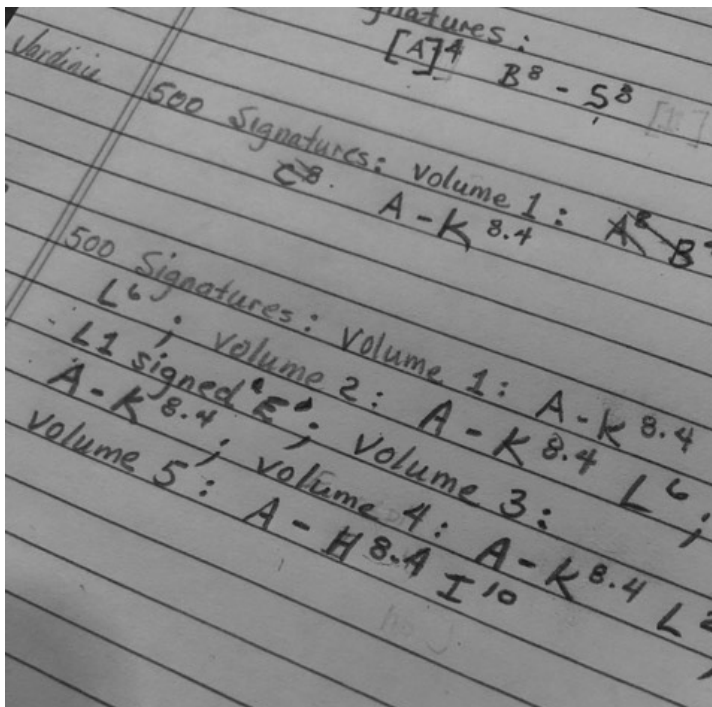 gnatures:
[A]⁴ B⁸ - S⁸
500 Signatures: Volume 1: A⁸ B⁴
C⁸ A - K⁸·⁴
500 Signatures: Volume 1: A - K⁸·⁴
L⁶; volume 2: A - K⁸·⁴ L⁶;
L1 signed 'E'; volume 3:
A - K⁸·⁴; volume 4: A - K⁸·⁴ L²
volume 5: A - H⁸·⁴ I¹⁰